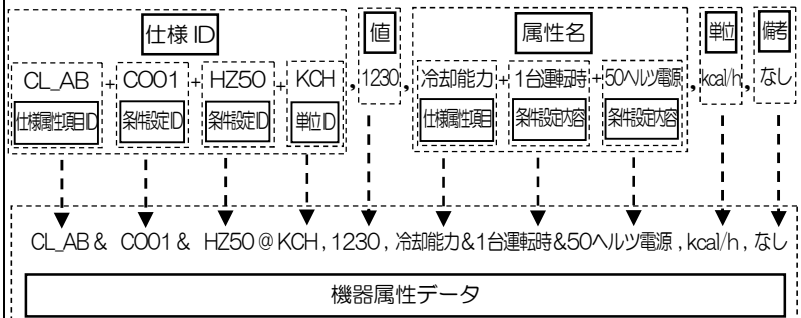 仕様 ID 値 属性名 単位 備考
CL_AB + CO01 + HZ50 + KCH , 1230 , 冷却能力 + 1台運転時 + 50ヘルツ電源 , kcal/h , なし
仕様属性項目ID 条件設定ID 条件設定ID 単位ID 仕様属性項目 条件設定内容 条件設定内容
CL_AB & CO01 & HZ50 @ KCH , 1230 , 冷却能力&1台運転時&50ヘルツ電源 , kcal/h , なし
機器属性データ